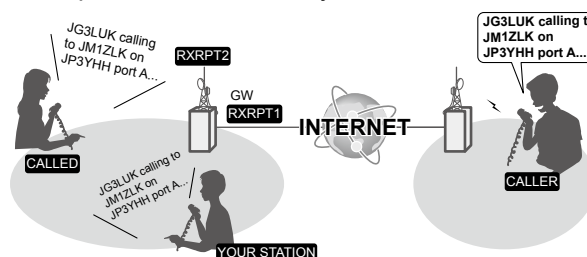 JG3LUK calling
to JM1ZLK on
JP3YHH port A...
RXRPT2
GW
RXRPT1
INTERNET
JG3LUK calling t
JM1ZLK on
JP3YHH port A...
CALLED
CALLER
JG3LUK calling to
JM1ZLK on
JP3YHH port A...
YOUR STATION